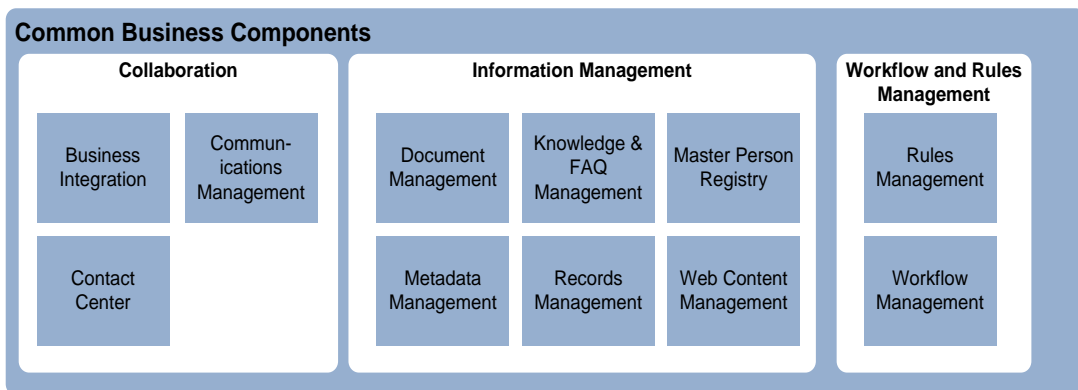 Common Business Components
Collaboration
Business
Integration
Commun-
ications
Management
Contact
Center
Information Management
Document
Management
Knowledge &
FAQ
Management
Master Person
Registry
Metadata
Management
Records
Management
Web Content
Management
Workflow and Rules
Management
Rules
Management
Workflow
Management